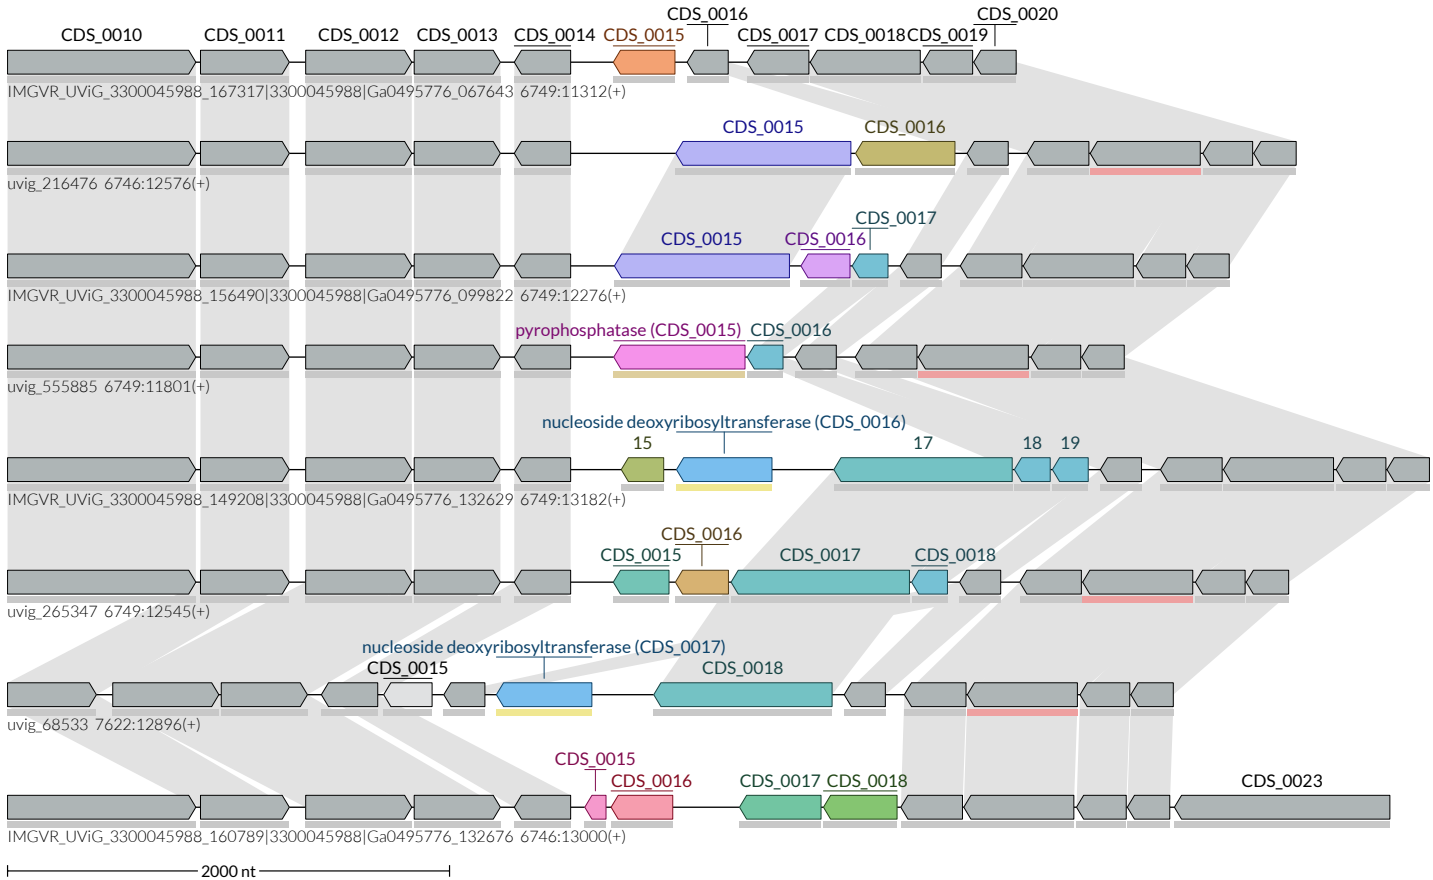 CDS_0016 CDS_0020
CDS_0010 CDS_0011 CDS_0012 CDS_0013 CDS_0014 CDS_0015 CDS_0017 CDS_0018 CDS_0019
IMGVR_UViG_3300045988_167317|3300045988|Ga0495776_067643 6749:11312(+)
CDS_0015 CDS_0016
uvig_216476 6746:12576(+)
CDS_0017
CDS_0015 CDS_0016
IMGVR_UViG_3300045988_156490|3300045988|Ga0495776_099822 6749:12276(+)
pyrophosphatase (CDS_0015) CDS_0016
uvig_555885 6749:11801(+)
nucleoside deoxyribosyltransferase (CDS_0016)
15 17 18 19
IMGVR_UViG_3300045988_149208|3300045988|Ga0495776_132629 6749:13182(+)
CDS_0016
CDS_0015 CDS_0017 CDS_0018
uvig_265347 6749:12545(+)
nucleoside deoxyribosyltransferase (CDS_0017)
CDS_0015 CDS_0018
uvig_68533 7622:12896(+)
CDS_0015
CDS_0016 CDS_0017 CDS_0018 CDS_0023
IMGVR_UViG_3300045988_160789|3300045988|Ga0495776_132676 6746:13000(+)
2000 nt